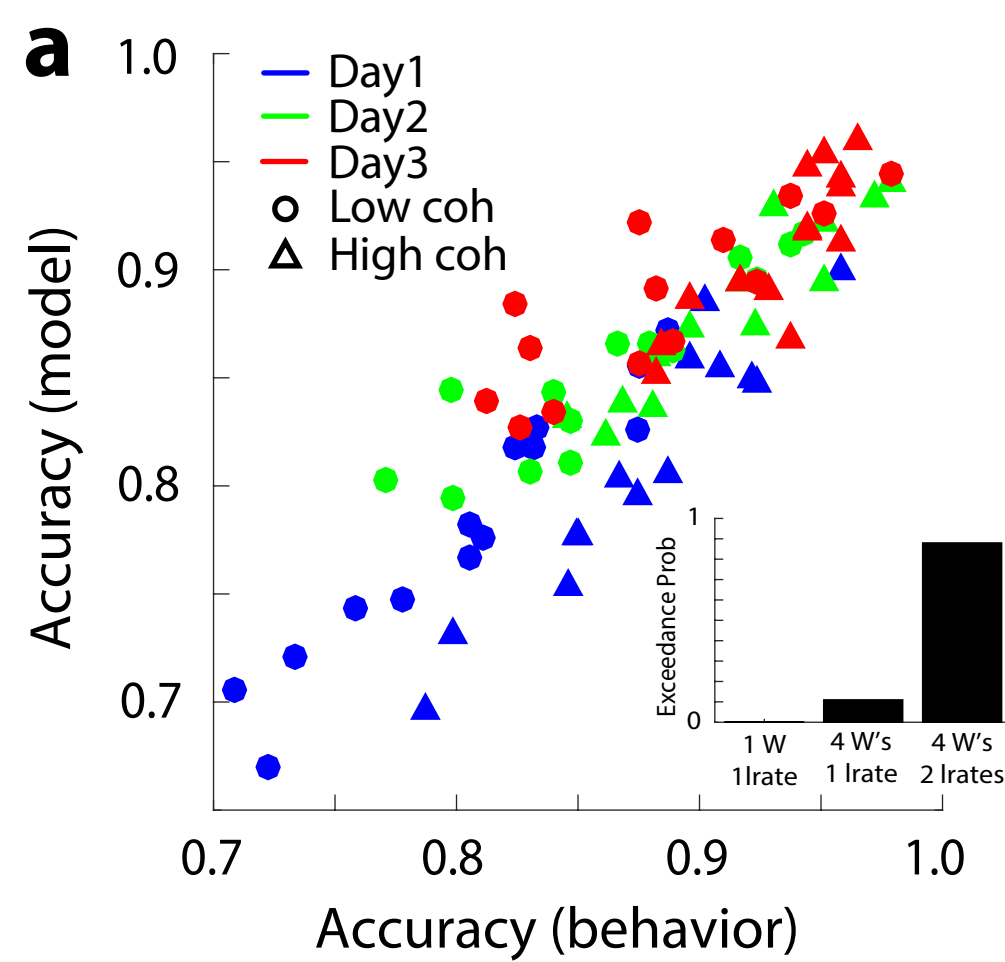 a
1.0
0.9
0.8
0.7
Accuracy (model)
Day1
Day2
Day3
Low coh
High coh
1
0
Exceedance Prob
1 W
1lrate
4 W's
1 lrate
4 W's
2 lrates
0.7
0.8
0.9
1.0
Accuracy (behavior)